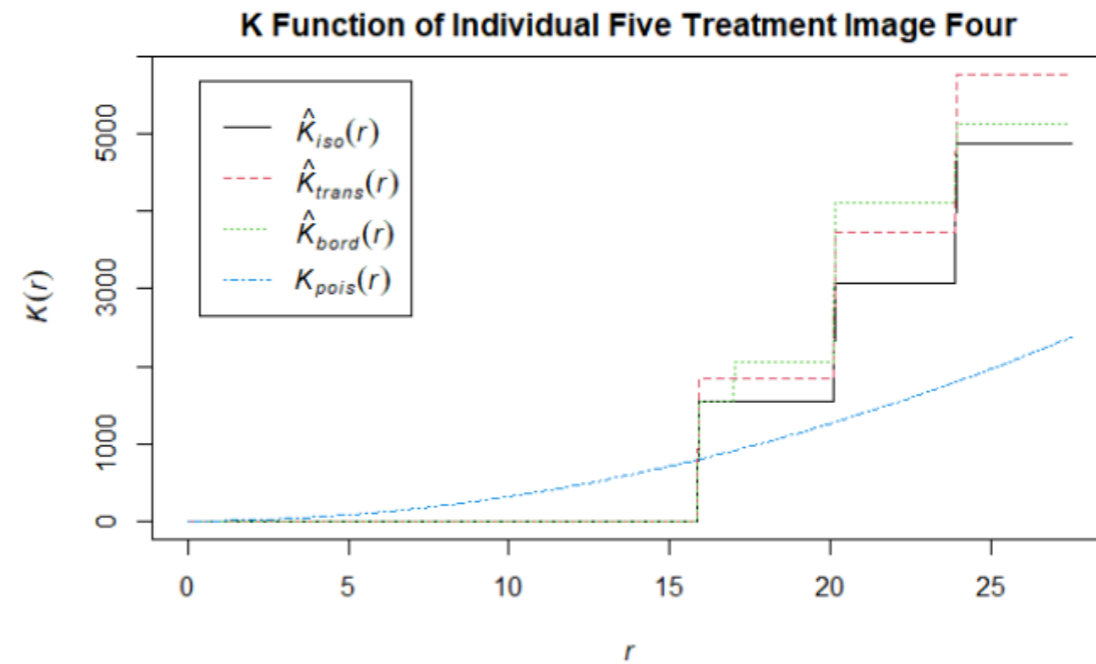 K Function of Individual Five Treatment Image Four
K̂iso(r)
K̂trans(r)
K̂bord(r)
Kpois(r)
K(r)
5000
3000
1000
0
0 5 10 15 20 25
r